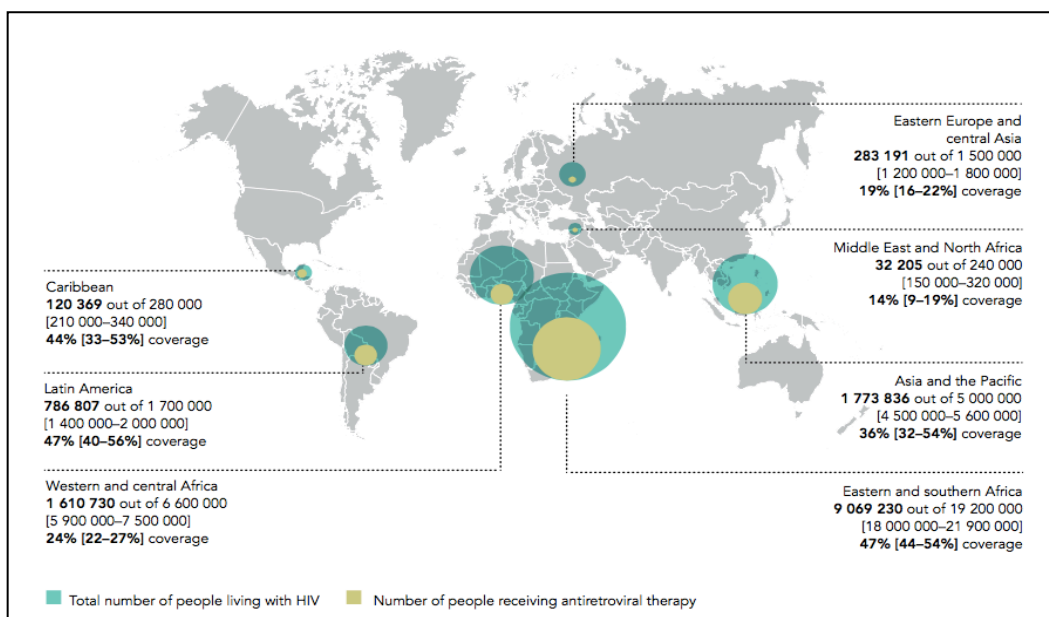 Eastern Europe and
central Asia
283 191 out of 1 500 000
[1 200 000–1 800 000]
19% [16–22%] coverage
Middle East and North Africa
32 205 out of 240 000
[150 000–320 000]
14% [9–19%] coverage
Caribbean
120 369 out of 280 000
[210 000–340 000]
44% [33–53%] coverage
Asia and the Pacific
1 773 836 out of 5 000 000
[4 500 000–5 600 000]
36% [32–54%] coverage
Latin America
786 807 out of 1 700 000
[1 400 000–2 000 000]
47% [40–56%] coverage
Western and central Africa
1 610 730 out of 6 600 000
[5 900 000–7 500 000]
24% [22–27%] coverage
Eastern and southern Africa
9 069 230 out of 19 200 000
[18 000 000–21 900 000]
47% [44–54%] coverage
Total number of people living with HIV
Number of people receiving antiretroviral therapy